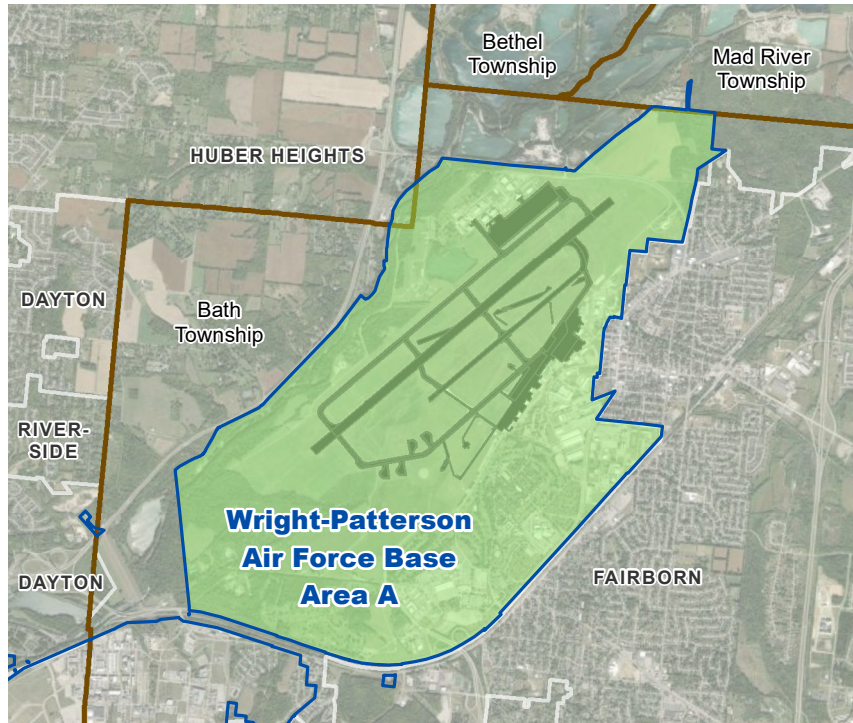 Bethel
Township
Mad River
Township
HUBER HEIGHTS
DAYTON
Bath
Township
RIVER-
SIDE
Wright-Patterson
Air Force Base
Area A
DAYTON
FAIRBORN